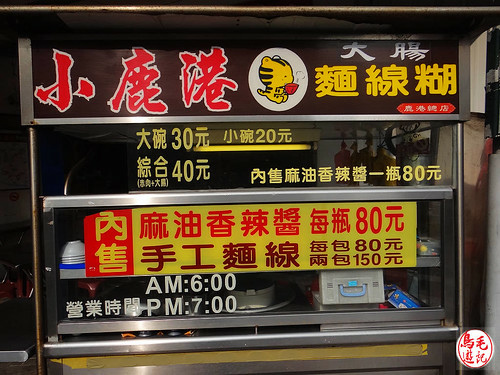 小鹿港
大腸
麵線糊
鹿港總店
大碗30元 小碗20元
綜合40元
(赤肉+大腸)
內售麻油香辣醬一瓶80元
內售
麻油香辣醬 每瓶80元
手工麵線 每包80元
兩包150元
AM:6:00
營業時間 PM:7:00
烏毛遊記